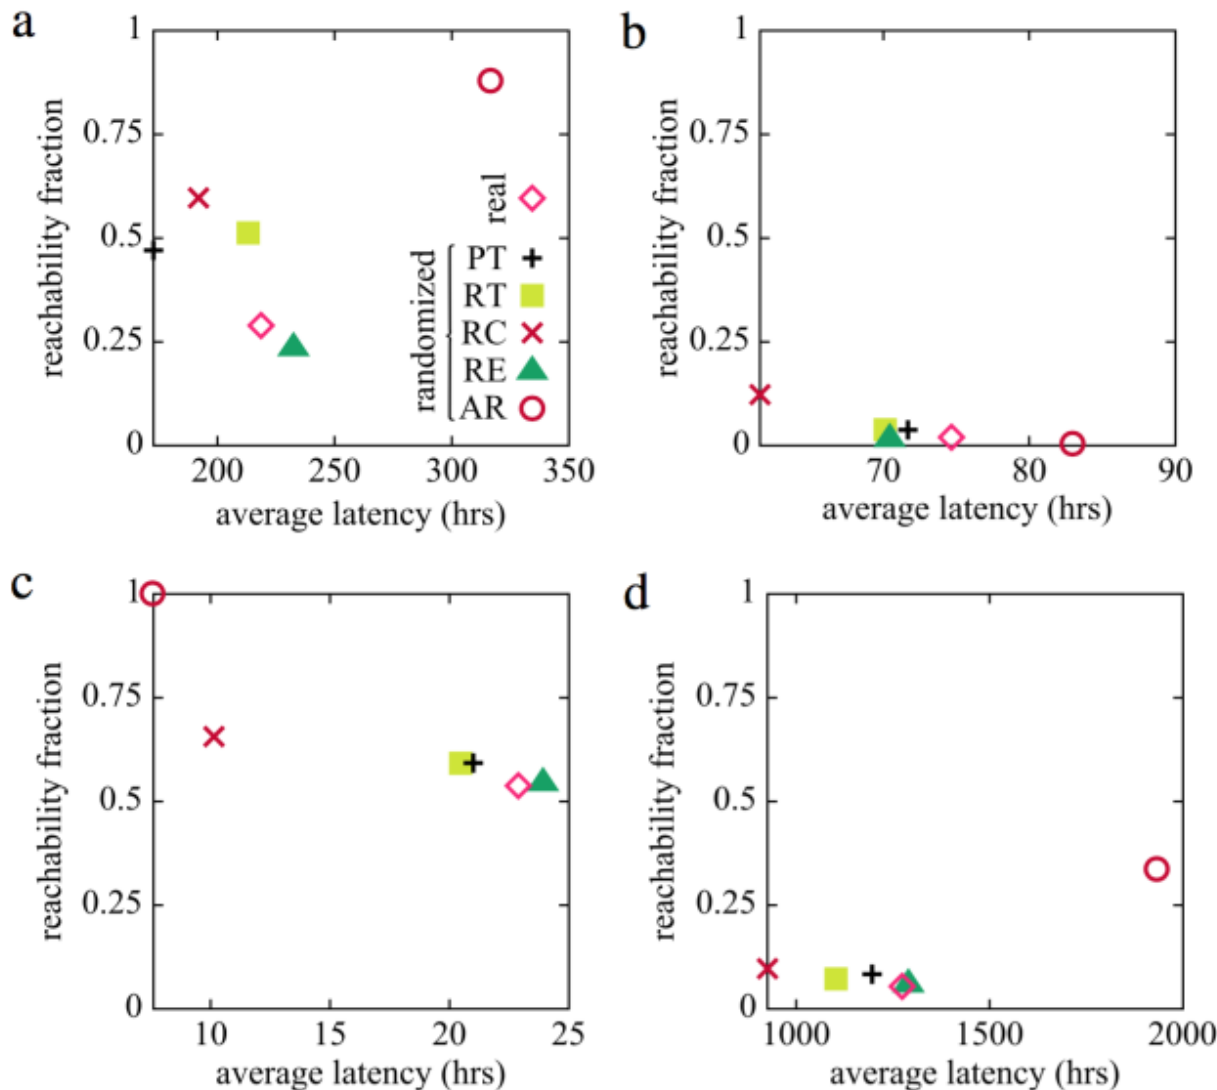 a
1
0.75
0.5
0.25
0
reachability fraction
200 250 300 350
average latency (hrs)
real
randomized
PT
RT
RC
RE
AR
b
1
0.75
0.5
0.25
0
reachability fraction
70 80 90
average latency (hrs)
c
1
0.75
0.5
0.25
0
reachability fraction
10 15 20 25
average latency (hrs)
d
1
0.75
0.5
0.25
0
reachability fraction
1000 1500 2000
average latency (hrs)